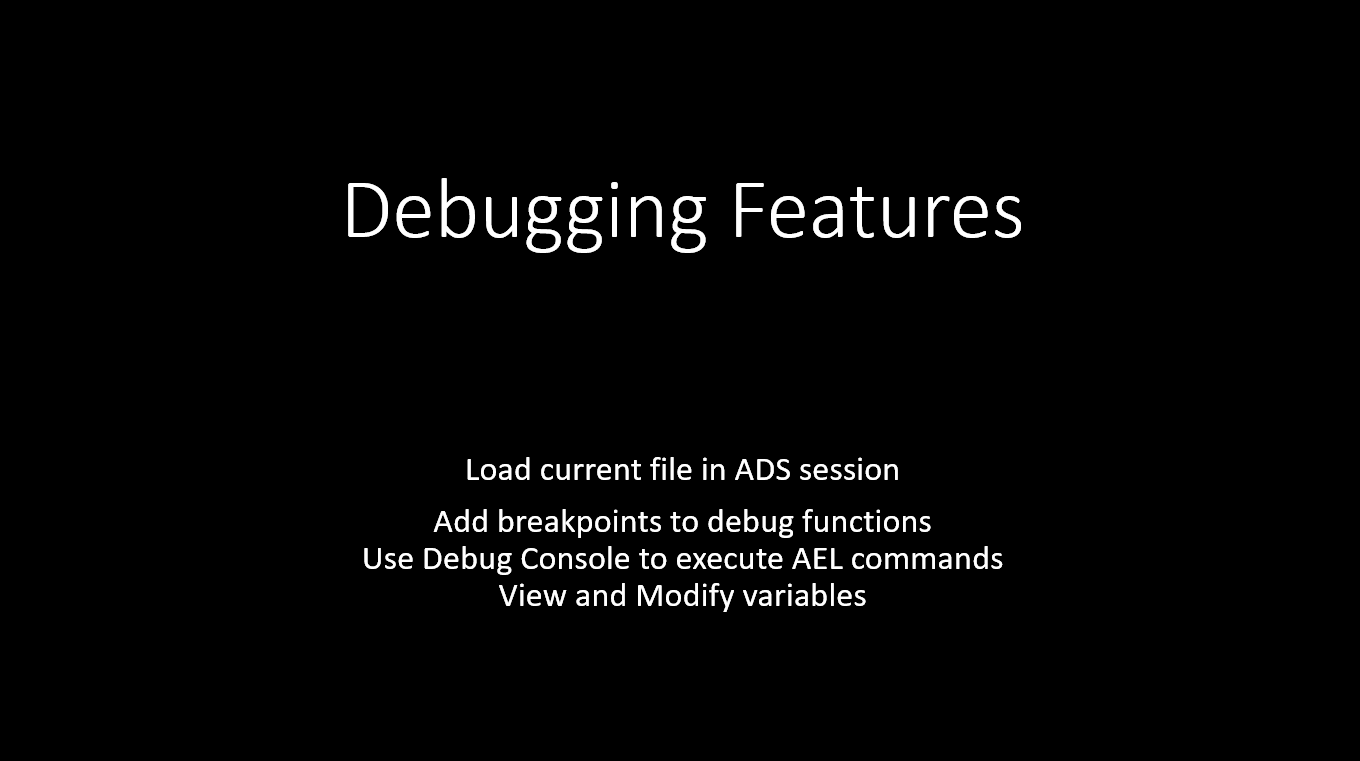 Debugging Features
Load current file in ADS session
Add breakpoints to debug functions
Use Debug Console to execute AEL commands
View and Modify variables